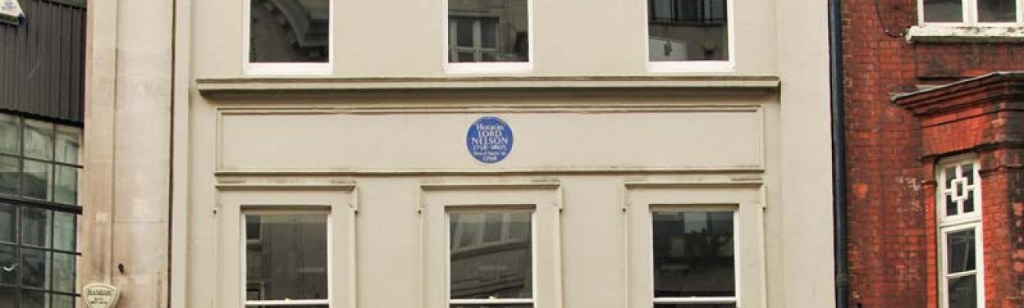 Horatio
LORD
NELSON
1758-1805
lived here in
1798